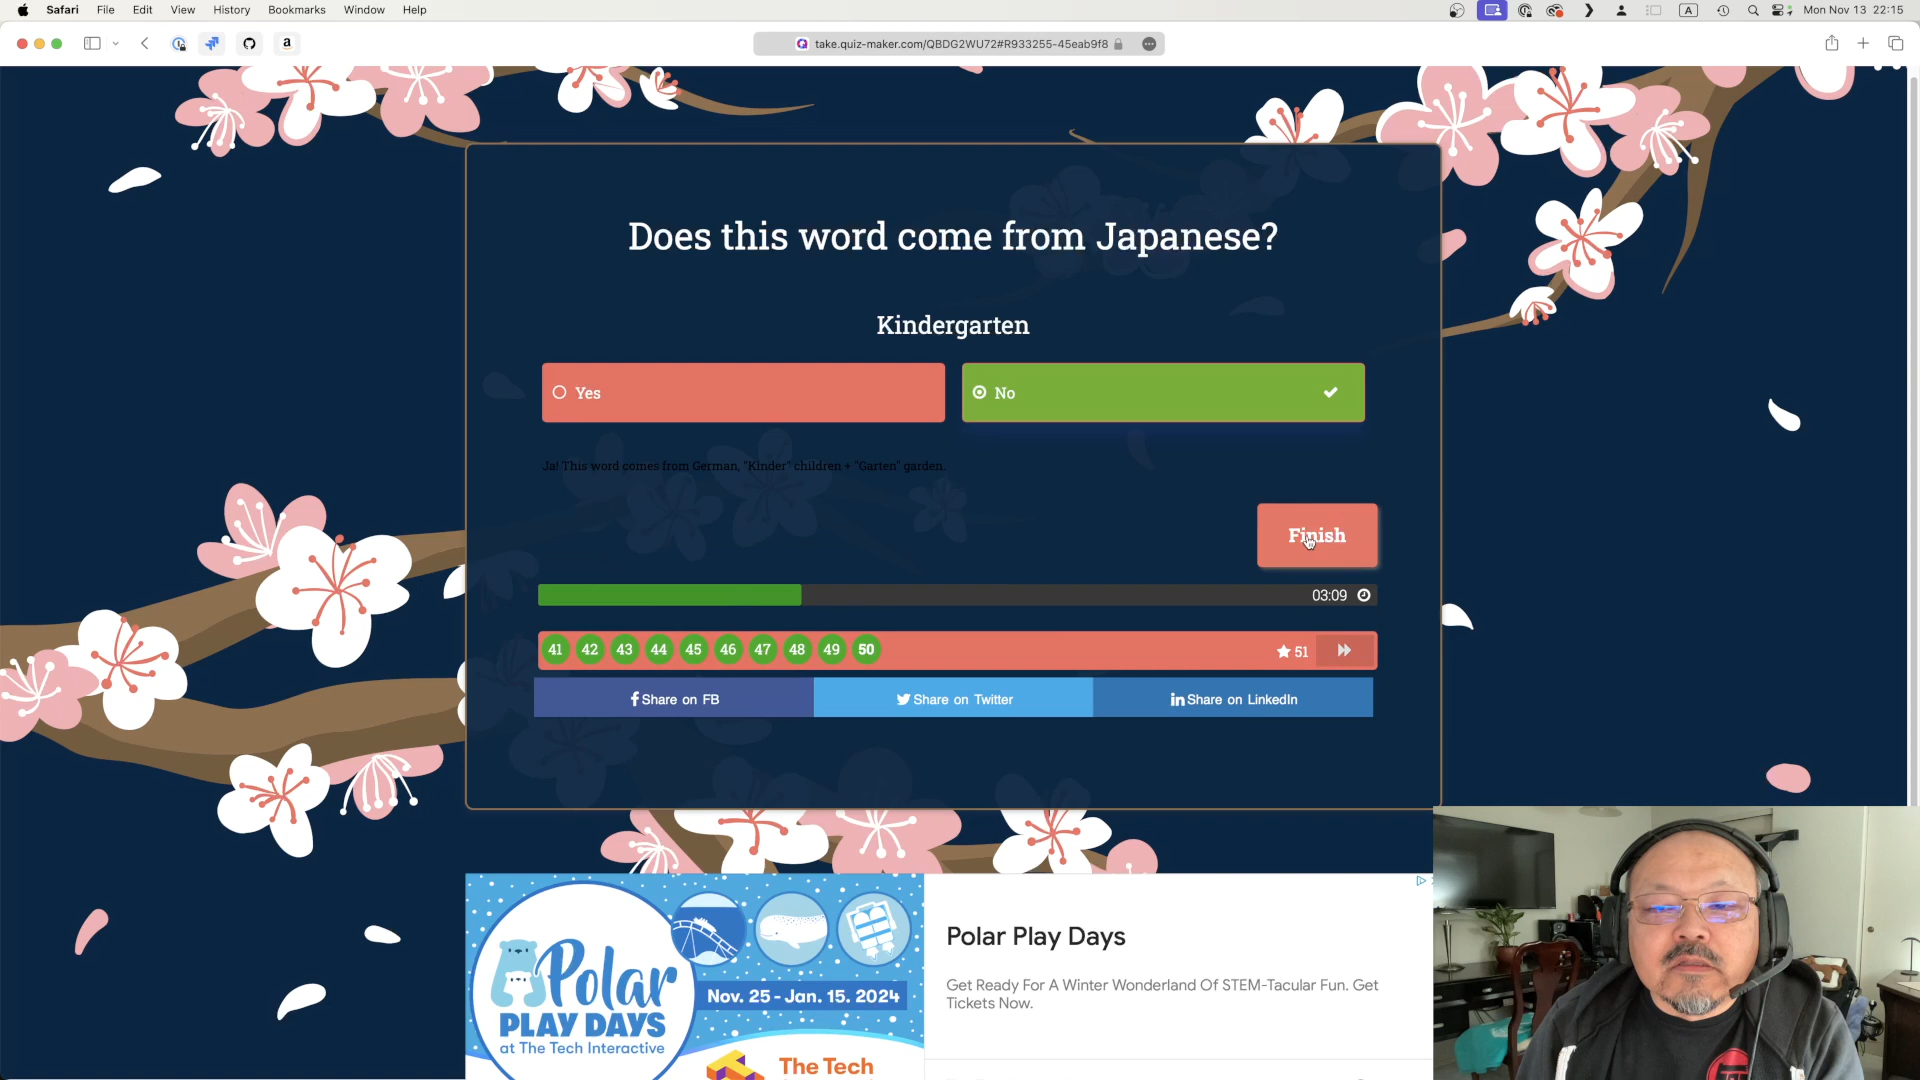 Safari File Edit View History Bookmarks Window Help A Mon Nov 13 22:15
a take.quiz-maker.com/QBDG2WU72#R933255-45eab9f8
Does this word come from Japanese?
Kindergarten
Yes No
Ja! This word comes from German, "Kinder" children + "Garten" garden.
Finish
03:09
41 42 43 44 45 46 47 48 49 50 51
Share on FB Share on Twitter Share on LinkedIn
Polar
PLAY DAYS
at The Tech Interactive
Nov. 25 - Jan. 15. 2024
The Tech
Polar Play Days
Get Ready For A Winter Wonderland Of STEM-Tacular Fun. Get
Tickets Now.